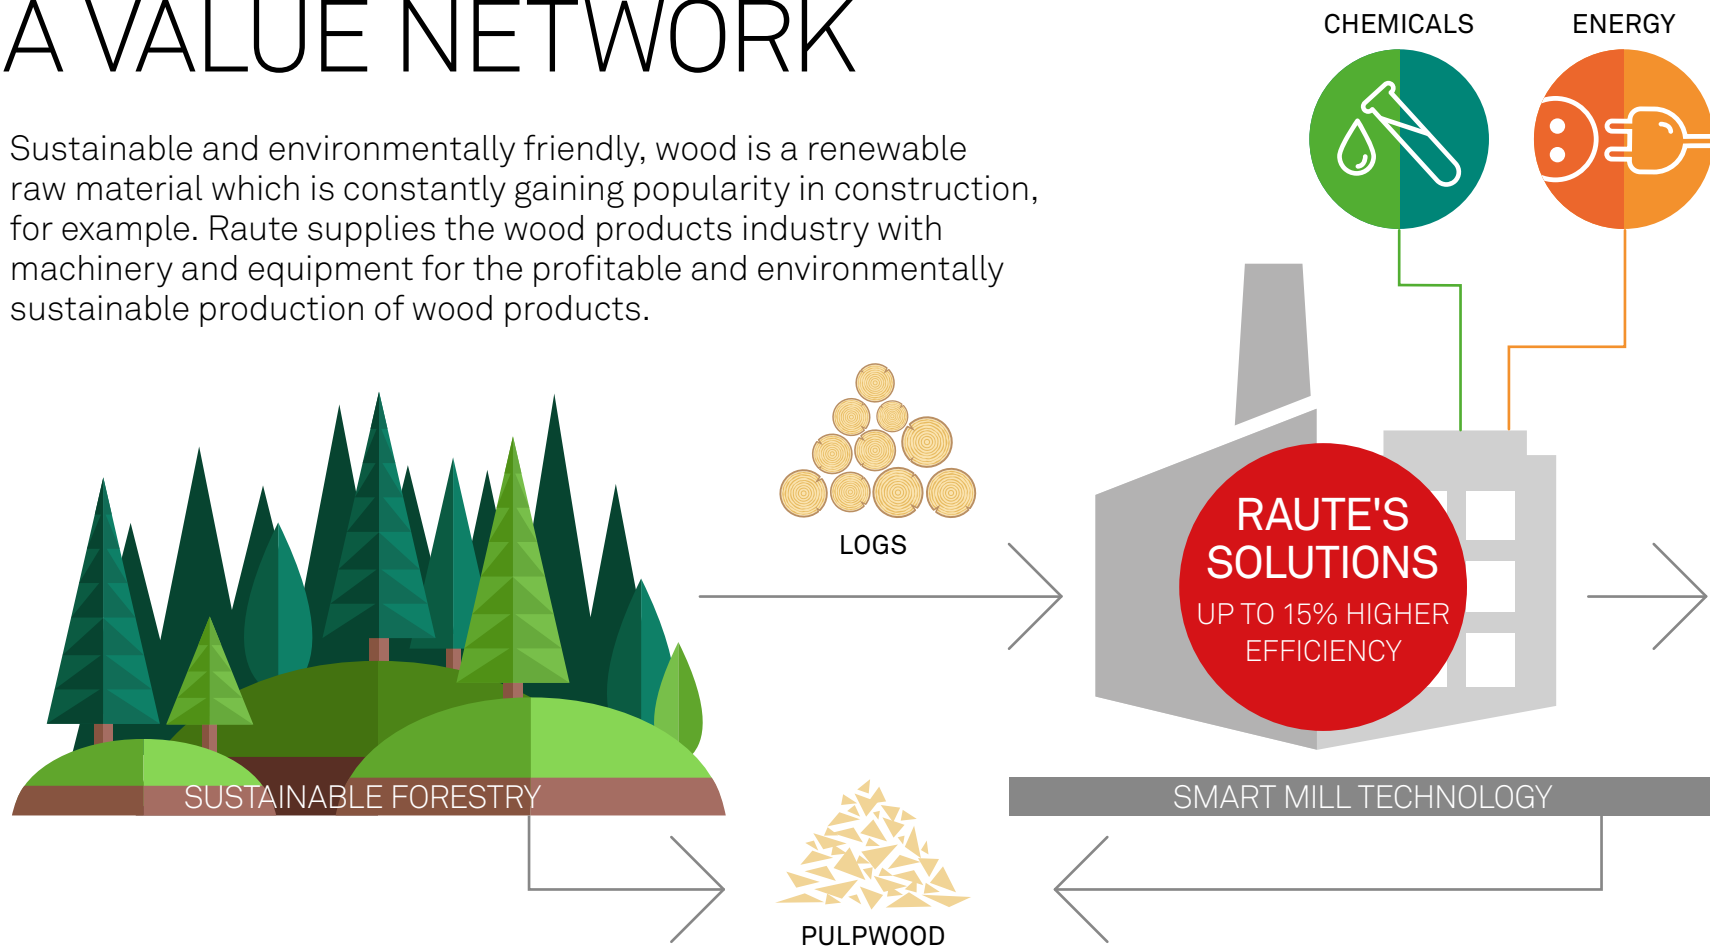 A VALUE NETWORK
CHEMICALS
ENERGY
Sustainable and environmentally friendly, wood is a renewable
raw material which is constantly gaining popularity in construction,
for example. Raute supplies the wood products industry with
machinery and equipment for the profitable and environmentally
sustainable production of wood products.
LOGS
RAUTE'S
SOLUTIONS
UP TO 15% HIGHER
EFFICIENCY
SUSTAINABLE FORESTRY
SMART MILL TECHNOLOGY
PULPWOOD